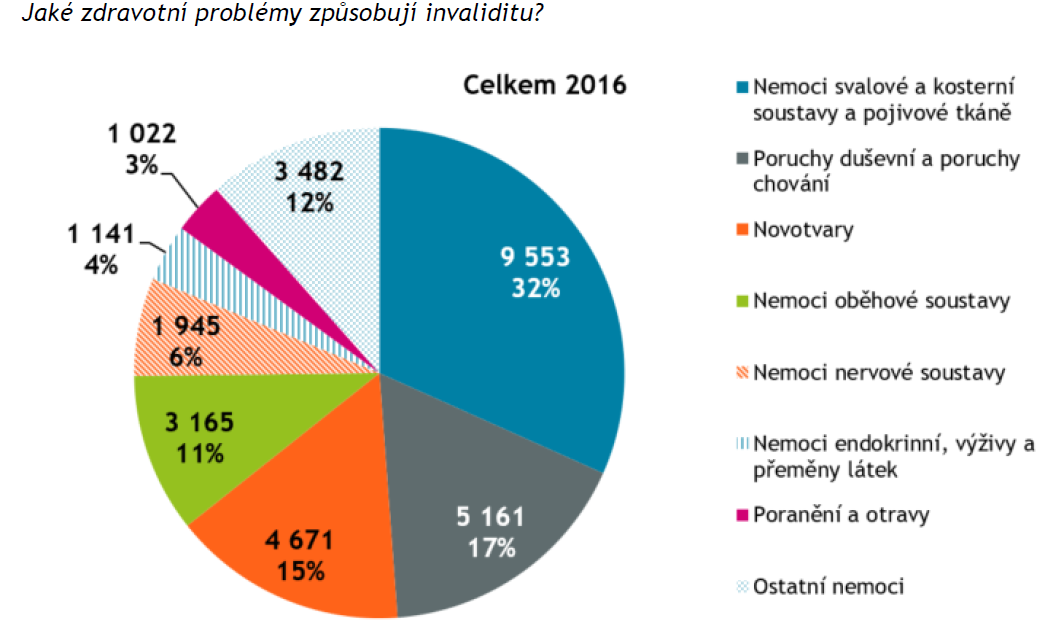 Jaké zdravotní problémy způsobují invaliditu?
Celkem 2016
1 022
3%
3 482
12%
1 141
4%
9 553
32%
1 945
6%
3 165
11%
5 161
17%
4 671
15%
Nemoci svalové a kosterní
soustavy a pojivové tkáně
Poruchy duševní a poruchy
chování
Novotvary
Nemoci oběhové soustavy
Nemoci nervové soustavy
Nemoci endokrinní, výživy a
přeměny látek
Poranění a otravy
Ostatní nemoci